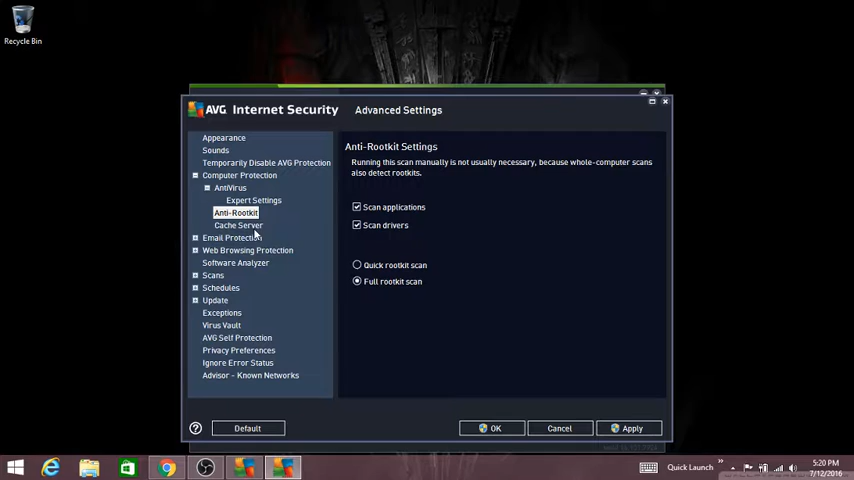 Recycle Bin
AVG Internet Security Advanced Settings
Appearance
Sounds
Temporarily Disable AVG Protection
Computer Protection
AntiVirus
Expert Settings
Anti-Rootkit
Cache Server
Email Protection
Web Browsing Protection
Software Analyzer
Scans
Schedules
Update
Exceptions
Virus Vault
AVG Self Protection
Privacy Preferences
Ignore Error Status
Advisor - Known Networks
Anti-Rootkit Settings
Running this scan manually is not usually necessary, because whole-computer scans
also detect rootkits.
Scan applications
Scan drivers
Quick rootkit scan
Full rootkit scan
Default
OK
Cancel
Apply
Quick Launch
5:20 PM
7/12/2016